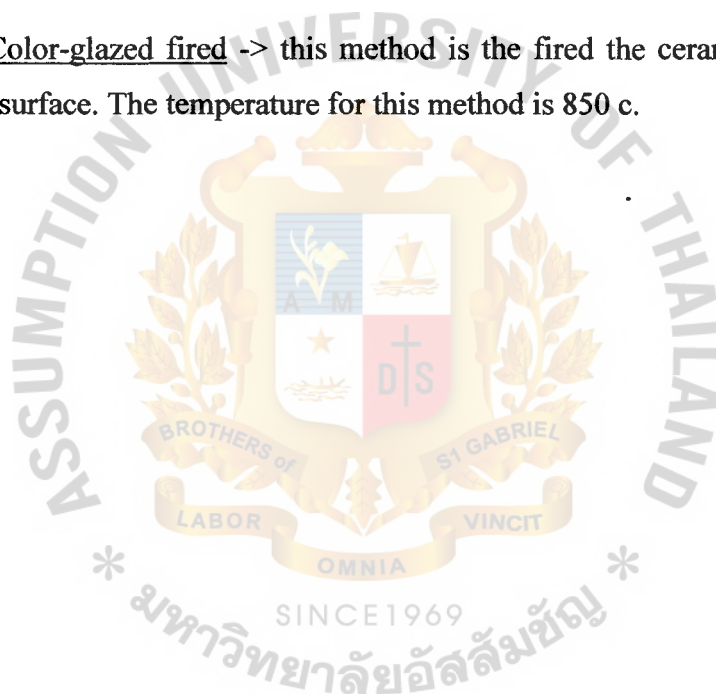 Color-glazed fired -> this method is the fired the cerar
surface. The temperature for this method is 850 c.
ASSUMPTION UNIVERSITY OF THAILAND
A M
D S
BROTHERS of
S1 GABRIEL
LABOR
VINCIT
OMNIA
SINCE1969
* มหาวิทยาลัยอัสสัมชัญ *